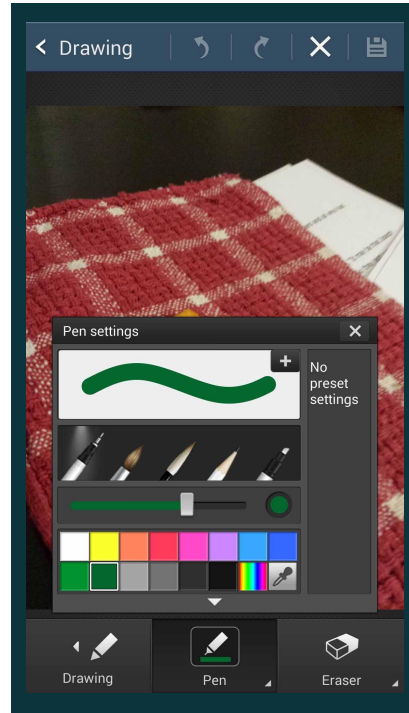 Drawing
Pen settings
No
preset
settings
Drawing
Pen
Eraser